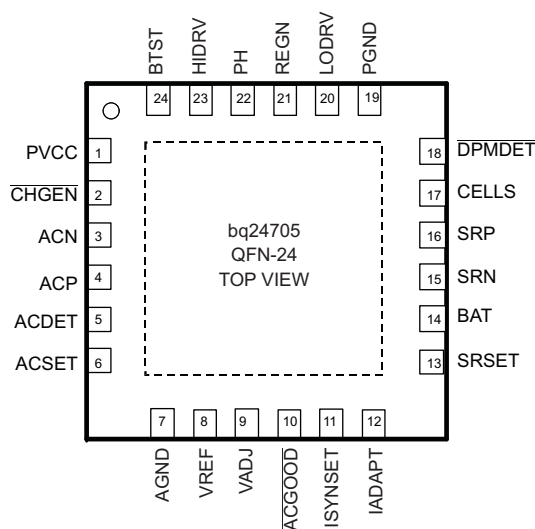 BTST
HIDRV
PH
REGN
LODRV
PGND
24
23
22
21
20
19
PVCC
1
CHGEN
2
ACN
3
ACP
4
ACDET
5
ACSET
6
bq24705
QFN-24
TOP VIEW
18
DPMDET
17
CELLS
16
SRP
15
SRN
14
BAT
13
SRSET
7
8
9
10
11
12
AGND
VREF
VADJ
ACGOOD
ISYNSET
IADAPT